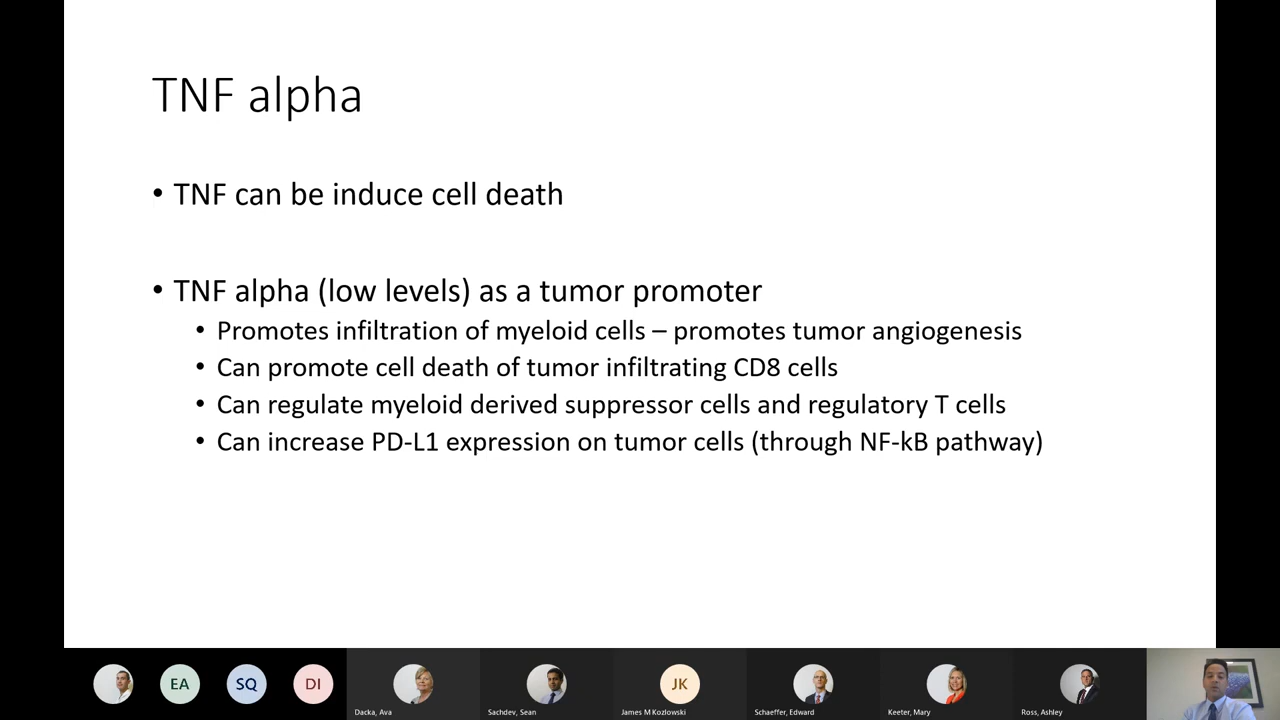 TNF alpha
• TNF can be induce cell death
• TNF alpha (low levels) as a tumor promoter
• Promotes infiltration of myeloid cells – promotes tumor angiogenesis
• Can promote cell death of tumor infiltrating CD8 cells
• Can regulate myeloid derived suppressor cells and regulatory T cells
• Can increase PD-L1 expression on tumor cells (through NF-kB pathway)
EA SQ DI JK
Dacka, Ava Sachdev, Sean James M Kozlowski Schaeffer, Edward Keeter, Mary Ross, Ashley